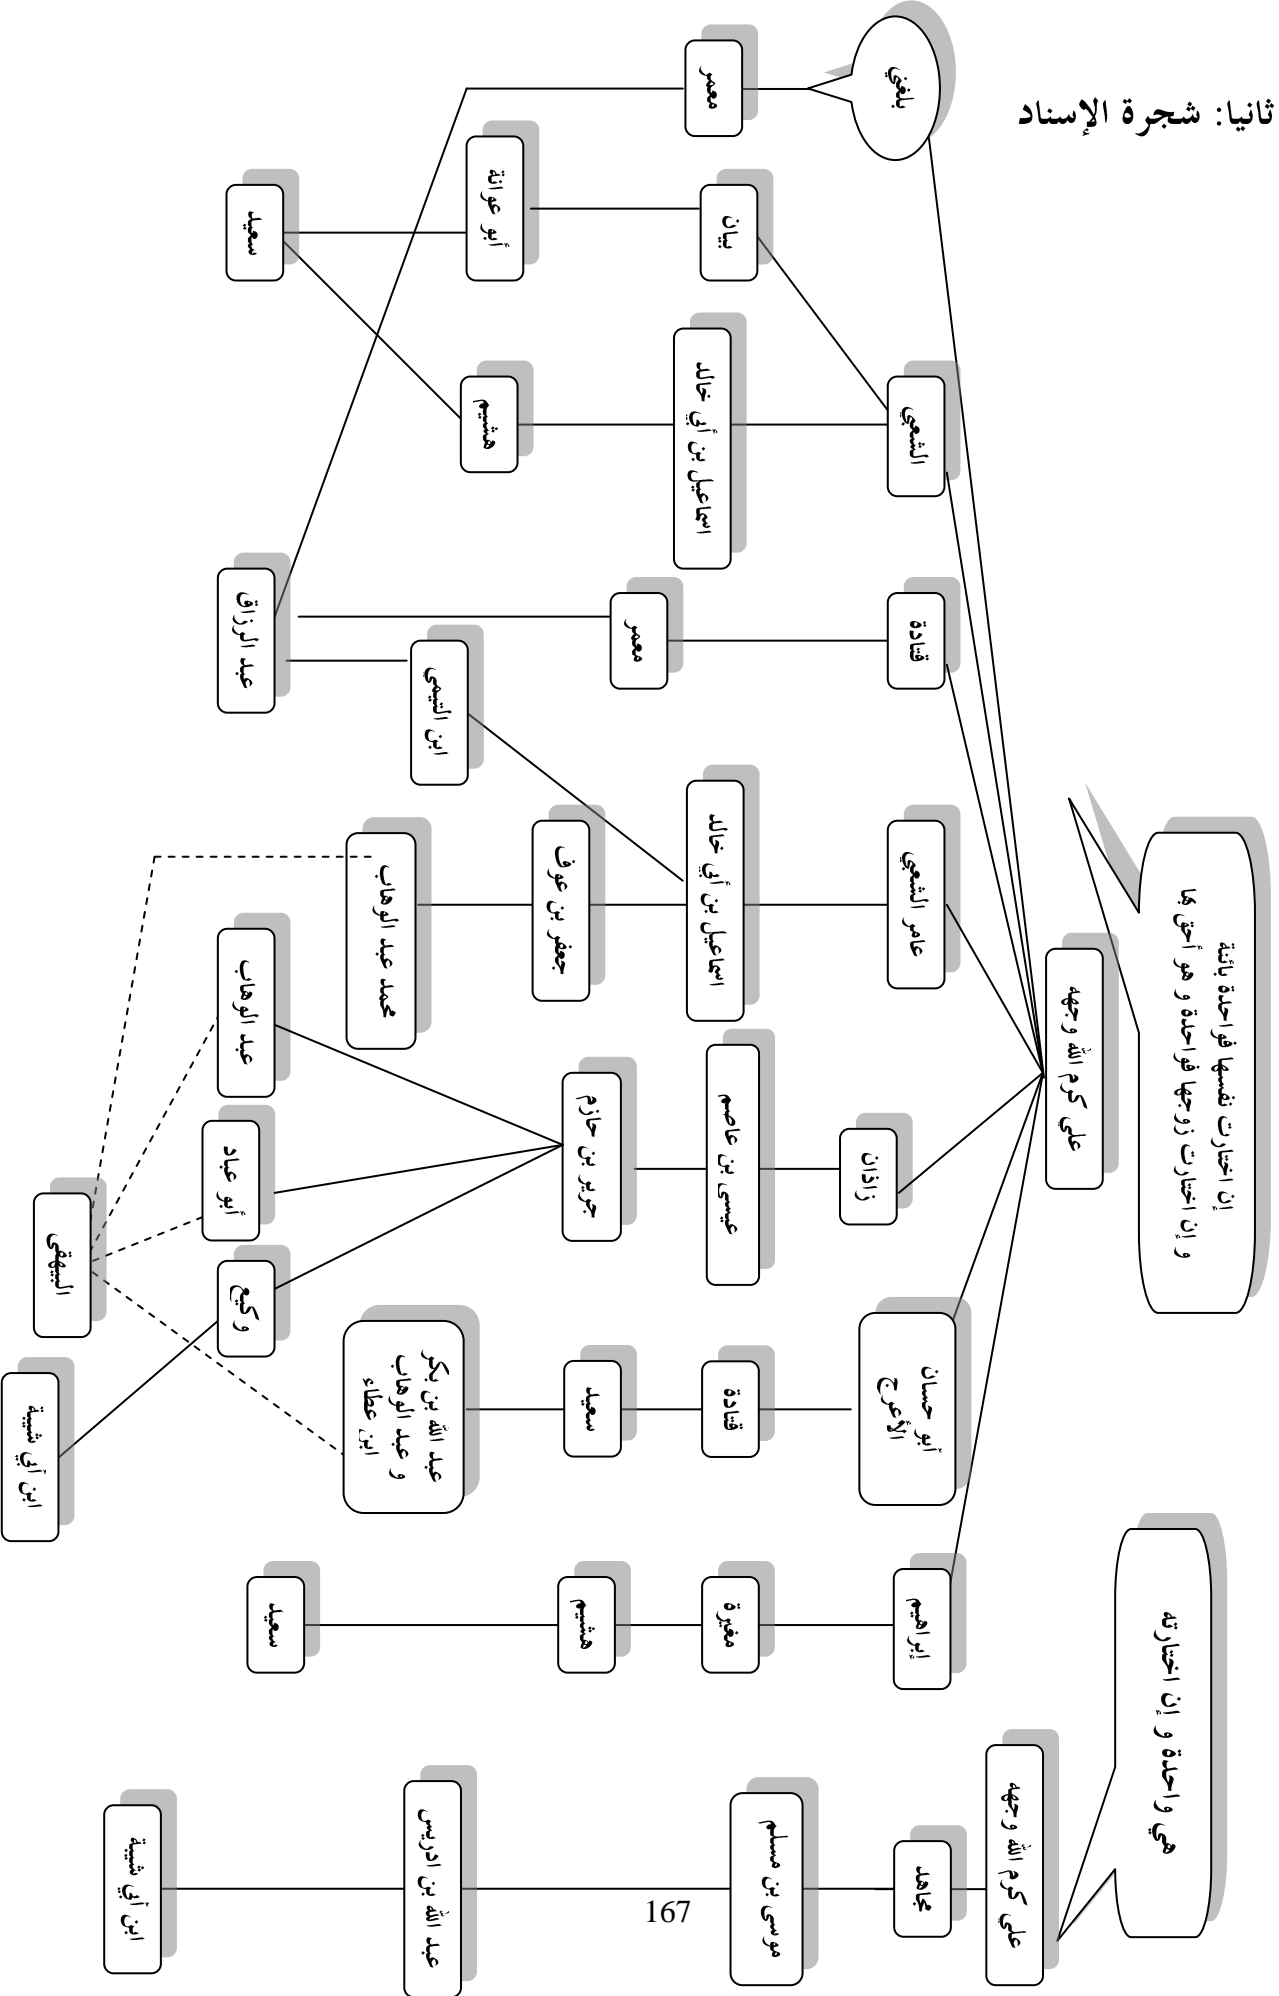 ثانيا: شجرة الإسناد
إن اختارت نفسها فواحدة بائنة
و إن اختارت زوجها فواحدة و هو أحق بها
علي كرم الله وجهه
بلغني
معمر
الشعبي
بيان
أبو عوانة
سعيد
اسماعيل بن أبي خالد
هشيم
قتادة
معمر
عبد الرزاق
عامر الشعبي
اسماعيل بن أبي خالد
ابن التيمي
جعفر بن عوف
محمد عبد الوهاب
زاذان
عيسى بن عاصم
جرير بن حازم
عبد الوهاب
أبو عباد
وكيع
البيهقي
ابن أبي شيبة
أبو حسان
الأعرج
قتادة
سعيد
عبد الله بن بكر
و عبد الوهاب
ابن عطاء
إبراهيم
مغيرة
هشيم
سعيد
هي واحدة و إن اختارته
علي كرم الله وجهه
مجاهد
موسى بن مسلم
عبد الله بن ادريس
ابن أبي شيبة
167